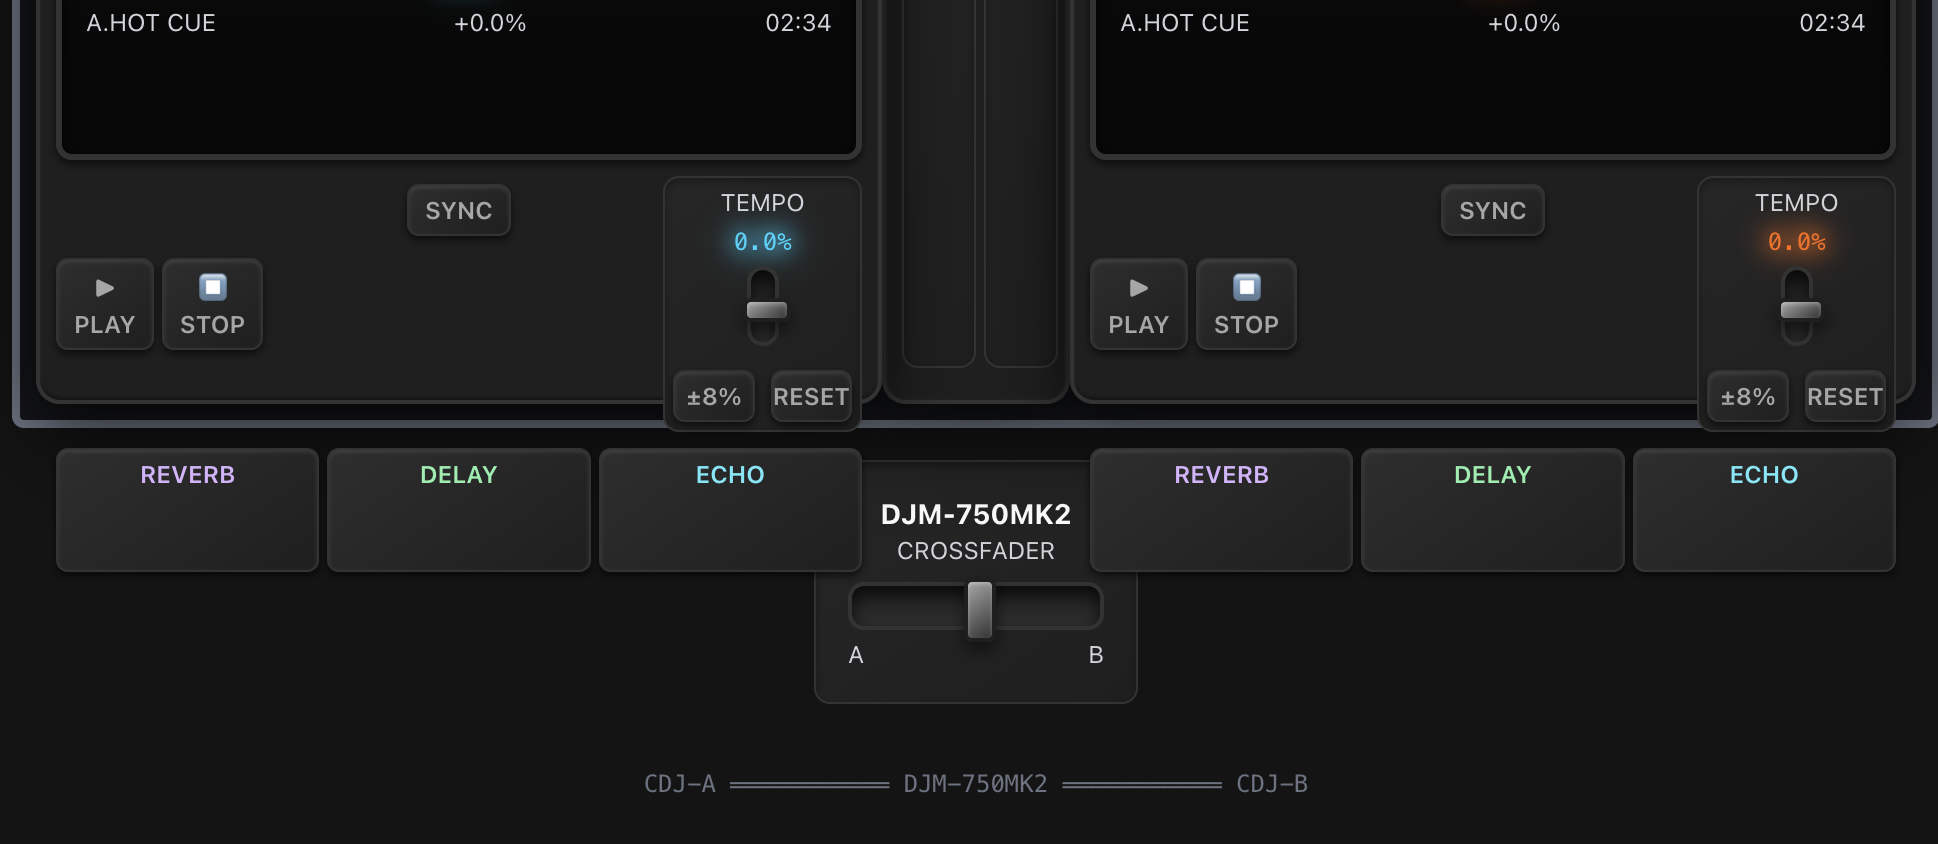 A.HOT CUE +0.0% 02:34
A.HOT CUE +0.0% 02:34
SYNC
TEMPO
0.0%
▶ PLAY
STOP
±8% RESET
SYNC
TEMPO
0.0%
▶ PLAY
STOP
±8% RESET
REVERB DELAY ECHO
DJM-750MK2
CROSSFADER
A B
REVERB DELAY ECHO
CDJ-A ═══════════ DJM-750MK2 ═══════════ CDJ-B